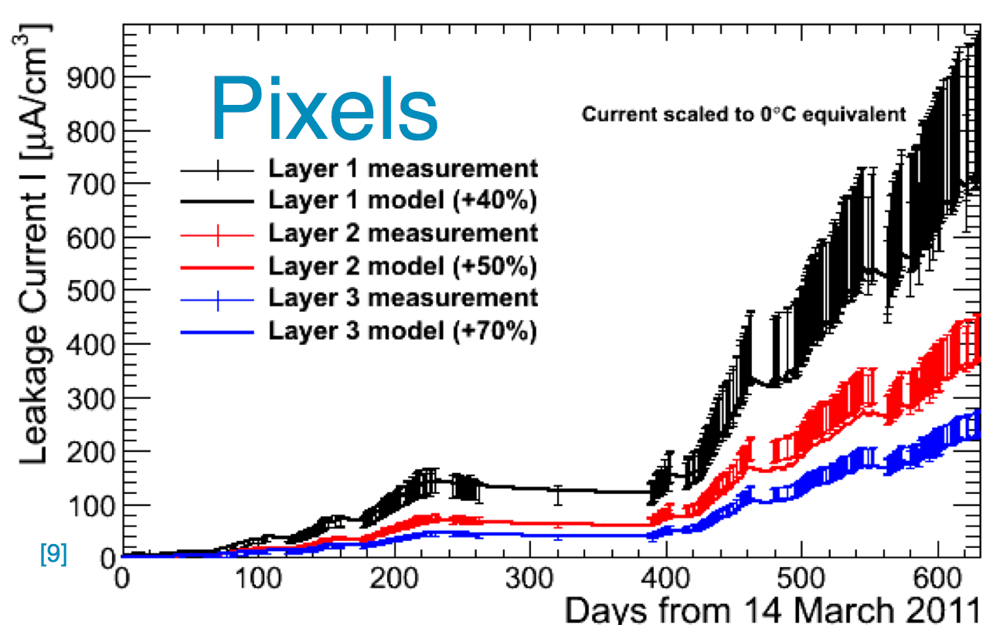 Leakage Current I [μA/cm³]
900
800
700
600
500
400
300
200
100
0
Pixels
Current scaled to 0°C equivalent
Layer 1 measurement
Layer 1 model (+40%)
Layer 2 measurement
Layer 2 model (+50%)
Layer 3 measurement
Layer 3 model (+70%)
[9]
0 100 200 300 400 500 600
Days from 14 March 2011